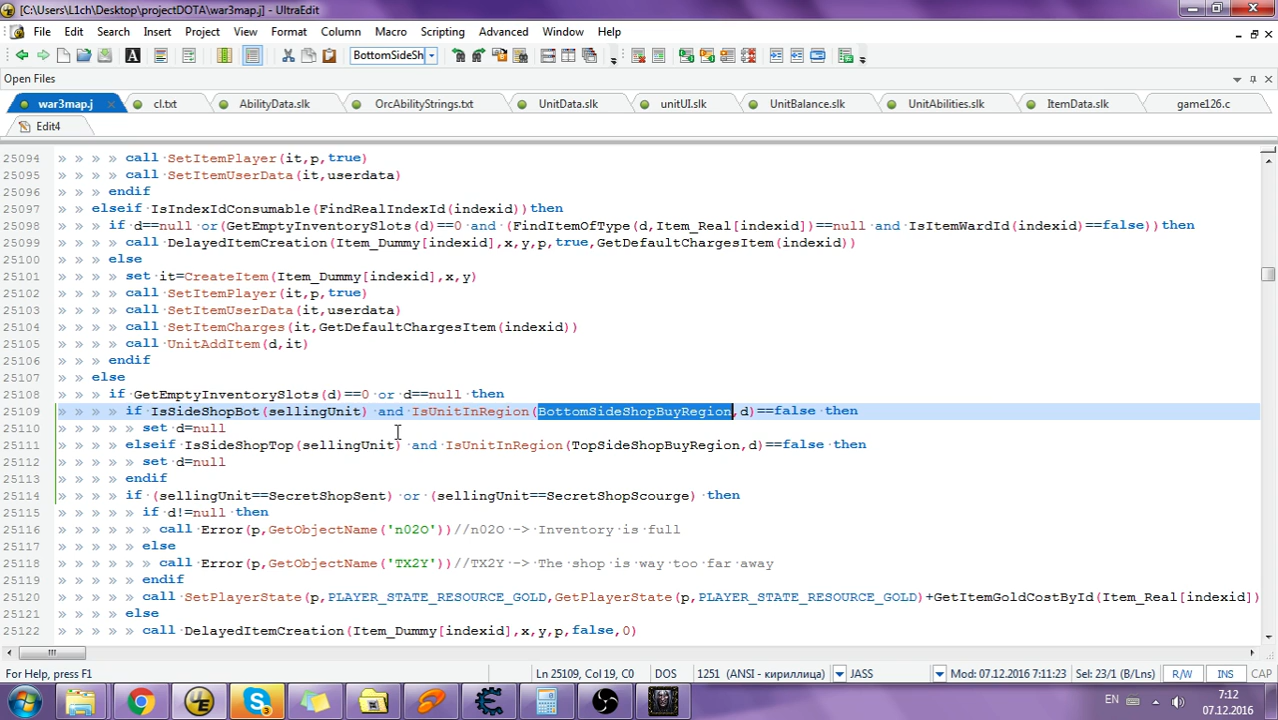 [C:\Users\L1ch\Desktop\projectDOTA\war3map.j] - UltraEdit
File Edit Search Insert Project View Format Column Macro Scripting Advanced Window Help
BottomSideSh
Open Files
war3map.j cl.txt AbilityData.slk OrcAbilityStrings.txt UnitData.slk unitUI.slk UnitBalance.slk UnitAbilities.slk ItemData.slk game126.c
Edit4
25094 » » » » call·SetItemPlayer(it,p,true)
25095 » » » » call·SetItemUserData(it,userdata)
25096 » » » endif
25097 » » elseif·IsIndexIdConsumable(FindRealIndexId(indexid))then
25098 » » » if·d==null·or(GetEmptyInventorySlots(d)==0·and·(FindItemOfType(d,Item_Real[indexid])==null·and·IsItemWardId(indexid)==false))then
25099 » » » » call·DelayedItemCreation(Item_Dummy[indexid],x,y,p,true,GetDefaultChargesItem(indexid))
25100 » » » else
25101 » » » » set·it=CreateItem(Item_Dummy[indexid],x,y)
25102 » » » » call·SetItemPlayer(it,p,true)
25103 » » » » call·SetItemUserData(it,userdata)
25104 » » » » call·SetItemCharges(it,GetDefaultChargesItem(indexid))
25105 » » » » call·UnitAddItem(d,it)
25106 » » » endif
25107 » » else
25108 » » » if·GetEmptyInventorySlots(d)==0·or·d==null·then
25109 » » » » if·IsSideShopBot(sellingUnit)·and·IsUnitInRegion(BottomSideShopBuyRegion,d)==false·then
25110 » » » » » set·d=null
25111 » » » » elseif·IsSideShopTop(sellingUnit)·and·IsUnitInRegion(TopSideShopBuyRegion,d)==false·then
25112 » » » » » set·d=null
25113 » » » » endif
25114 » » » » if·(sellingUnit==SecretShopSent)·or·(sellingUnit==SecretShopScourge)·then
25115 » » » » » if·d!=null·then
25116 » » » » » » call·Error(p,GetObjectName('n02O'))//n02O·->·Inventory·is·full
25117 » » » » » else
25118 » » » » » » call·Error(p,GetObjectName('TX2Y'))//TX2Y·->·The·shop·is·way·too·far·away
25119 » » » » » endif
25120 » » » » » call·SetPlayerState(p,PLAYER_STATE_RESOURCE_GOLD,GetPlayerState(p,PLAYER_STATE_RESOURCE_GOLD)+GetItemGoldCostById(Item_Real[indexid])
25121 » » » » else
25122 » » » » » call·DelayedItemCreation(Item_Dummy[indexid],x,y,p,false,0)
For Help, press F1 Ln 25109, Col 19, C0 DOS 1251 (ANSI - кириллица) JASS Mod: 07.12.2016 7:11:23 Sel: 23/1 (B/Lns) R/W INS CAP
EN 7:12
07.12.2016